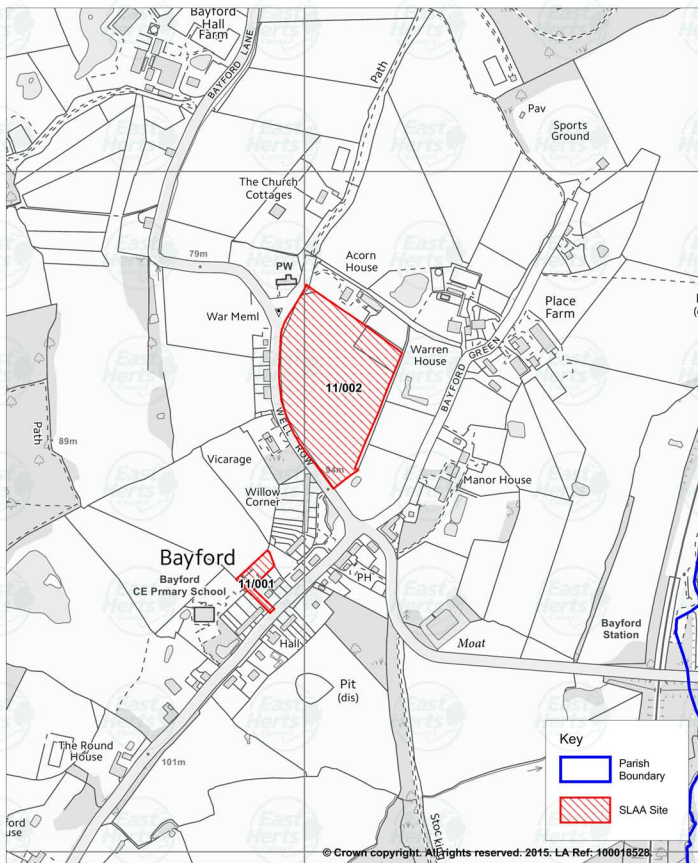 Bayford
Hall
Farm
BAYFORD LANE
Path
Pav
Sports
Ground
The Church
Cottages
79m
PW
Acorn
House
War Meml
Place
Farm
Warren
House
BAYFORD GREEN
11/002
WELL ROW
Path
89m
94m
Vicarage
Manor House
Willow
Corner
Bayford
Bayford
CE Prmary School
11/001
PH
Bayford
Station
Hall
Moat
Pit
(dis)
The Round
House
101m
Key
Parish
Boundary
SLAA Site
© Crown copyright. All rights reserved. 2015. LA Ref: 100018528.
East
Herts